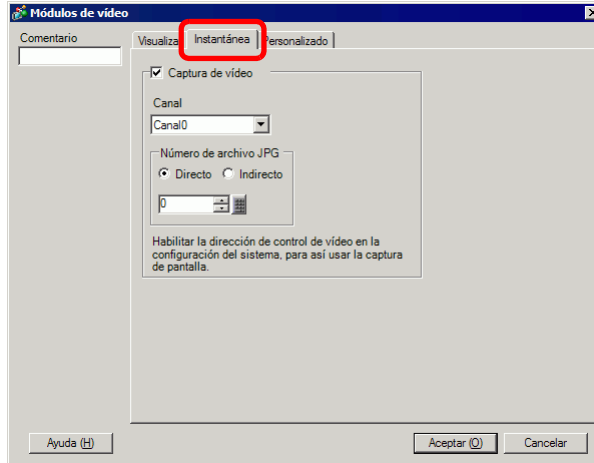 Módulos de vídeo
Comentario
Visualiza Instantánea Personalizado
Captura de vídeo
Canal
Canal0
Número de archivo JPG
Directo Indirecto
0
Habilitar la dirección de control de vídeo en la
configuración del sistema, para así usar la captura
de pantalla.
Ayuda (H) Aceptar (O) Cancelar